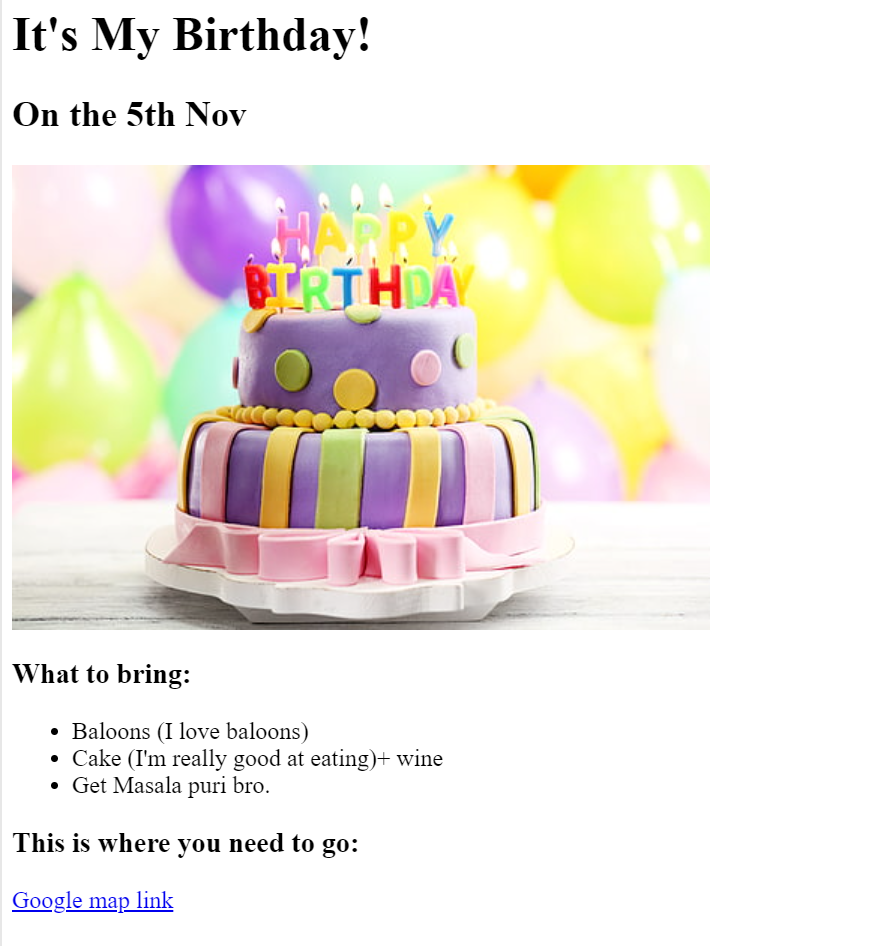 It's My Birthday!
On the 5th Nov
HAPPY
BIRTHDAY
What to bring:
Baloons (I love baloons)
Cake (I'm really good at eating)+ wine
Get Masala puri bro.
This is where you need to go:
Google map link